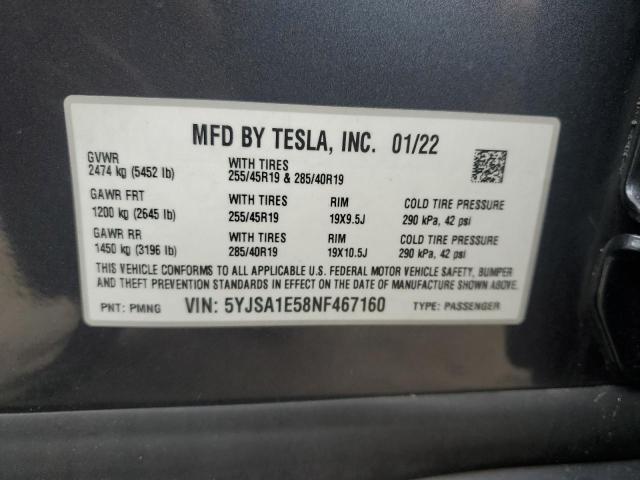 MFD BY TESLA, INC. 01/22
GVWR
2474 kg (5452 lb) WITH TIRES
255/45R19 & 285/40R19
GAWR FRT WITH TIRES RIM COLD TIRE PRESSURE
1200 kg (2645 lb) 255/45R19 19X9.5J 290 kPa, 42 psi
GAWR RR WITH TIRES RIM COLD TIRE PRESSURE
1450 kg (3196 lb) 285/40R19 19X10.5J 290 kPa, 42 psi
THIS VEHICLE CONFORMS TO ALL APPLICABLE U.S. FEDERAL MOTOR VEHICLE SAFETY, BUMPER
AND THEFT PREVENTION STANDARDS IN EFFECT ON THE DATE OF MANUFACTURE SHOWN ABOVE.
PNT: PMNG VIN: 5YJSA1E58NF467160 TYPE: PASSENGER